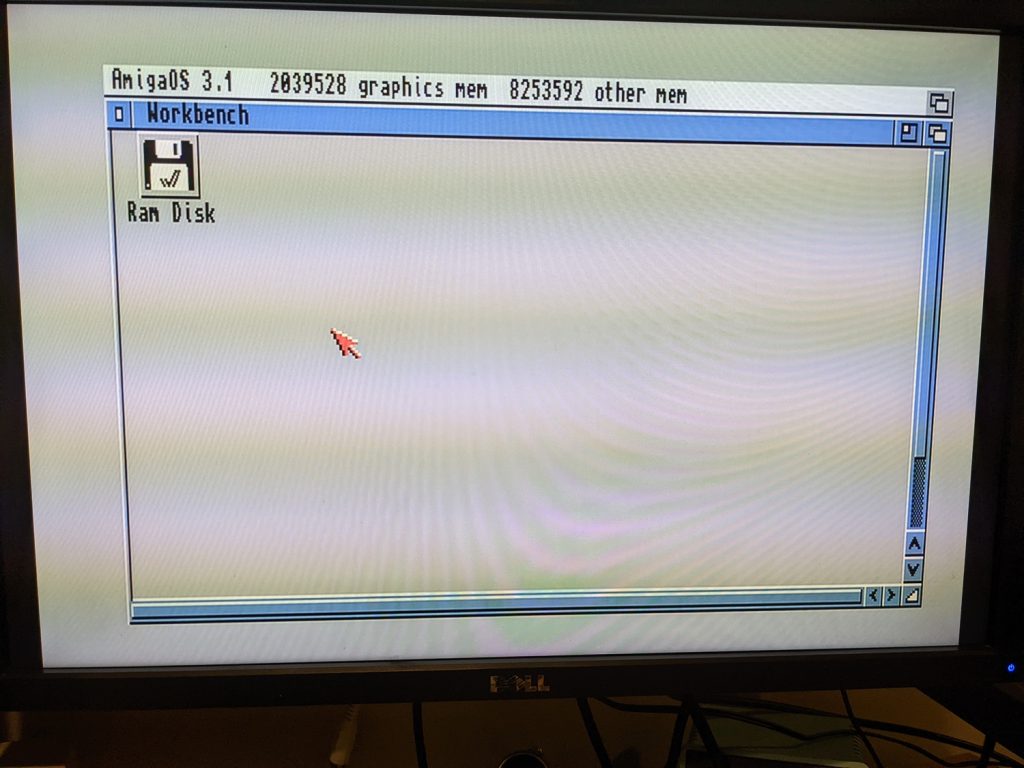 AmigaOS 3.1 2039528 graphics mem 8253592 other mem
Workbench
Ram Disk
DELL